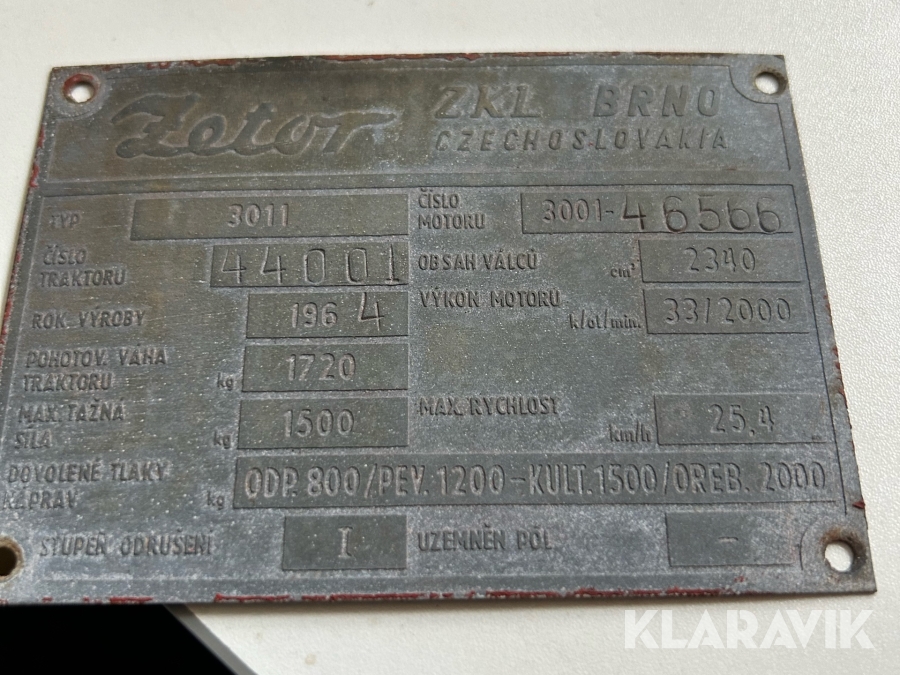 Zetor ZKL BRNO
CZECHOSLOVAKIA
TYP 3011
ČÍSLO
TRAKTORU 44001
ROK VÝROBY 1964
POHOTOV. VÁHA
TRAKTORU kg 1720
MAX. TAŽNÁ
SÍLA kg 1500
ČÍSLO
MOTORU 3001-46566
OBSAH VÁLCŮ cm³ 2340
VÝKON MOTORU
k/ot/min. 33/2000
MAX. RYCHLOST
km/h 25,4
DOVOLENÉ TLAKY
NÁPRAV kg ODP. 800/PEV. 1200-KULT. 1500/OREB. 2000
STUPEŇ ODRUŠENÍ I UZEMNĚN PÓL -
KLARAVIK